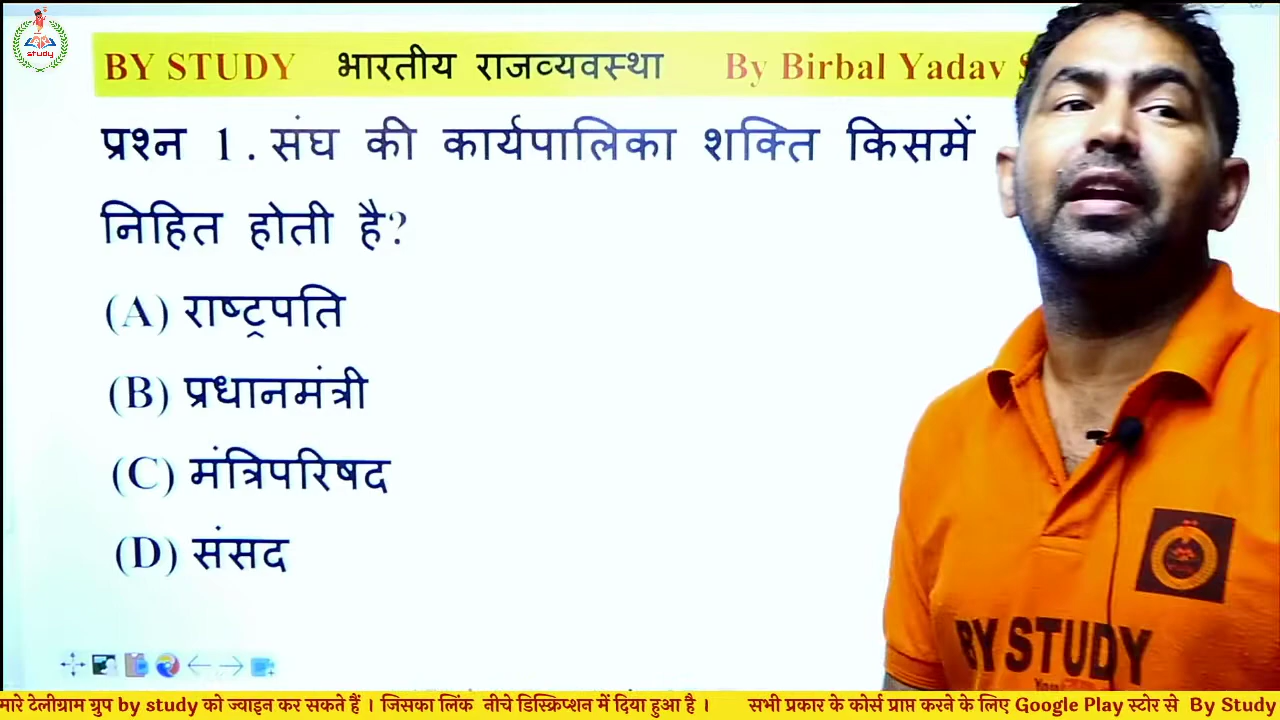 study
BY STUDY भारतीय राजव्यवस्था By Birbal Yadav
प्रश्न 1. संघ की कार्यपालिका शक्ति किसमें
निहित होती है?
(A) राष्ट्रपति
(B) प्रधानमंत्री
(C) मंत्रिपरिषद
(D) संसद
BY STUDY
मारे टेलीग्राम ग्रुप by study को ज्वाइन कर सकते हैं । जिसका लिंक नीचे डिस्क्रिप्शन में दिया हुआ है । सभी प्रकार के कोर्स प्राप्त करने के लिए Google Play स्टोर से By Study